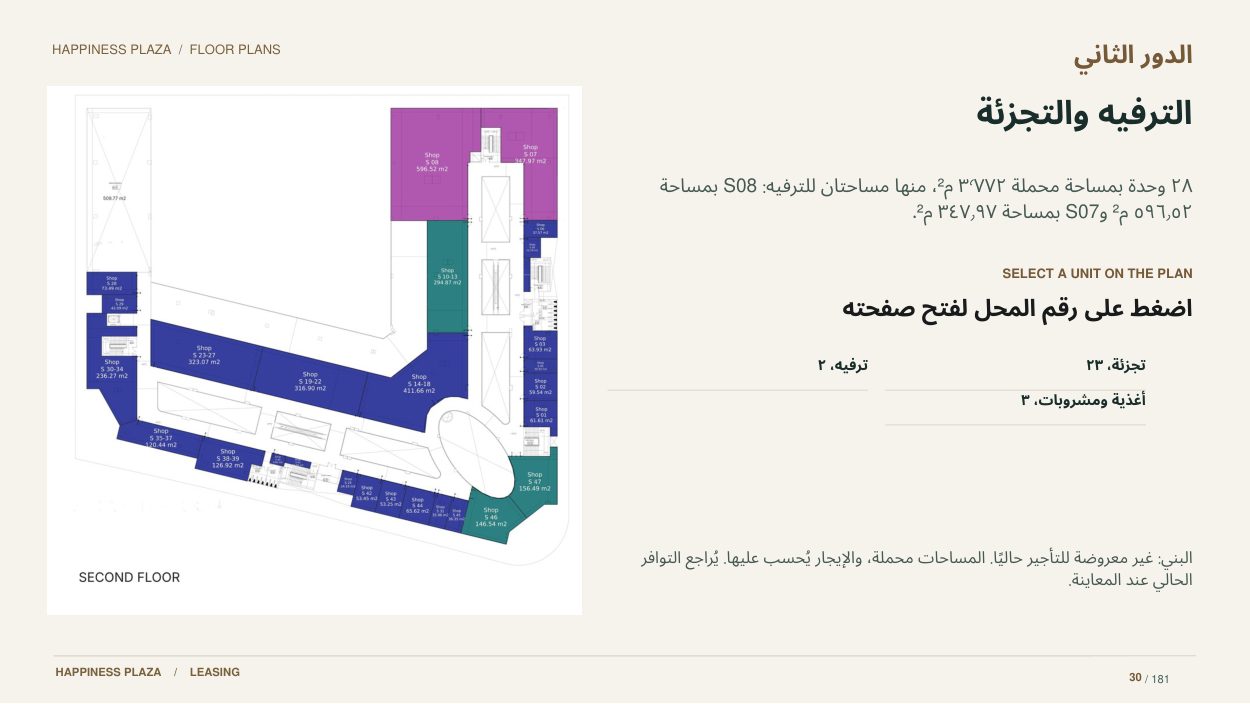 HAPPINESS PLAZA / FLOOR PLANS
الدور الثاني
الترفيه والتجزئة
٢٨ وحدة بمساحة محملة ٣٬٧٧٢ م²، منها مساحتان للترفيه: S08 بمساحة
٥٩٦٫٥٢ م² وS07 بمساحة ٣٤٧٫٩٧ م².
SELECT A UNIT ON THE PLAN
اضغط على رقم المحل لفتح صفحته
تجزئة، ٢٣
ترفيه، ٢
أغذية ومشروبات، ٣
البني: غير معروضة للتأجير حاليًا. المساحات محملة، والإيجار يُحسب عليها. يُراجع التوافر
الحالي عند المعاينة.
Shop
S 08
596.52 m2
Shop
S 07
347.97 m2
508.77 m2
Shop
S 10-13
294.87 m2
Shop
S 03
63.93 m2
Shop
S 02
59.54 m2
Shop
S 01
61.61 m2
Shop
S 23-27
323.07 m2
Shop
S 19-22
316.90 m2
Shop
S 14-18
411.66 m2
Shop
S 30-34
236.27 m2
Shop
S 35-37
120.44 m2
Shop
S 38-39
126.92 m2
Shop
S 42
53.45 m2
Shop
S 43
53.25 m2
Shop
S 44
65.62 m2
Shop
S 46
146.54 m2
Shop
S 47
156.49 m2
SECOND FLOOR
HAPPINESS PLAZA / LEASING
30 / 181